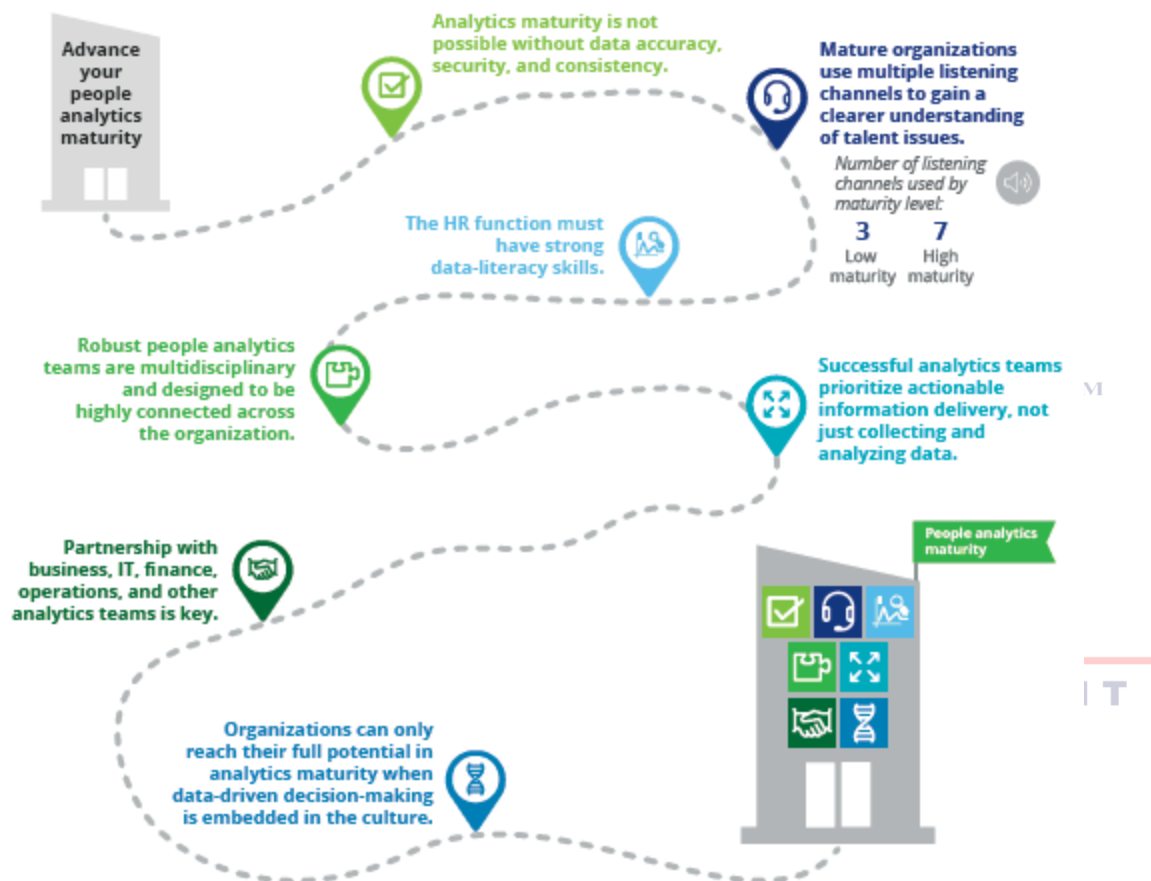 Advance
your
people
analytics
maturity
Analytics maturity is not
possible without data accuracy,
security, and consistency.
Mature organizations
use multiple listening
channels to gain a
clearer understanding
of talent issues.
Number of listening
channels used by
maturity level:
3 7
Low High
maturity maturity
The HR function must
have strong
data-literacy skills.
Robust people analytics
teams are multidisciplinary
and designed to be
highly connected across
the organization.
Successful analytics teams
prioritize actionable
information delivery, not
just collecting and
analyzing data.
M
Partnership with
business, IT, finance,
operations, and other
analytics teams is key.
People analytics
maturity
T
Organizations can only
reach their full potential in
analytics maturity when
data-driven decision-making
is embedded in the culture.